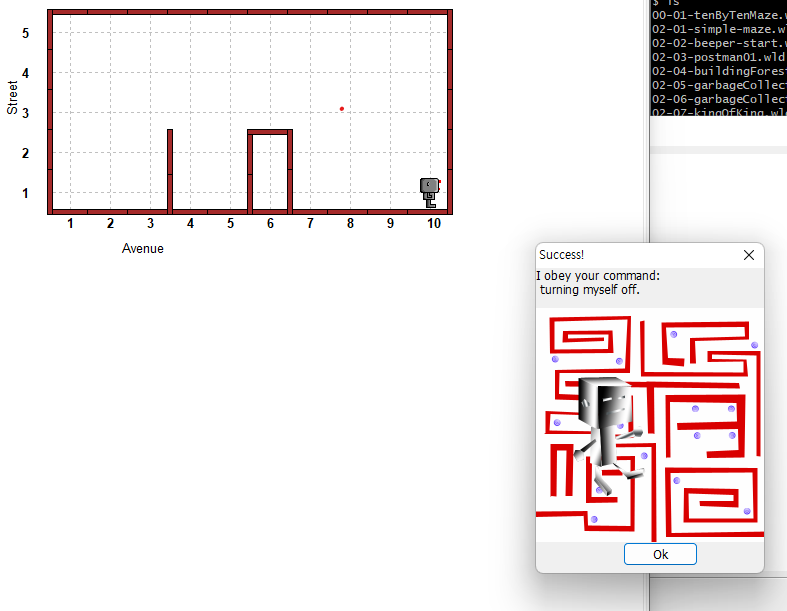 $ ls
00-01-tenByTenMaze.w
02-01-simple-maze.wl
02-02-beeper-start.w
02-03-postman01.wld
02-04-buildingFores
02-05-garbageCollec
02-06-garbageCollec
02-07-kingOfKing.wld
5
4
3
2
1
Street
1 2 3 4 5 6 7 8 9 10
Avenue
Success!
I obey your command:
turning myself off.
Ok